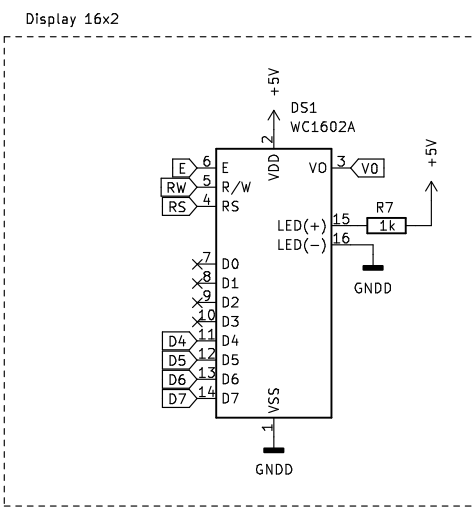 Display 16x2
+5V
DS1
WC1602A
2
VDD
+5V
E 6 E
VO 3 V0
RW 5 R/W
RS 4 RS
R7
LED(+) 15 1k
LED(-) 16
GNDD
7 D0
8 D1
9 D2
10 D3
D4 11 D4
D5 12 D5
D6 13 D6
D7 14 D7
VSS
1
GNDD